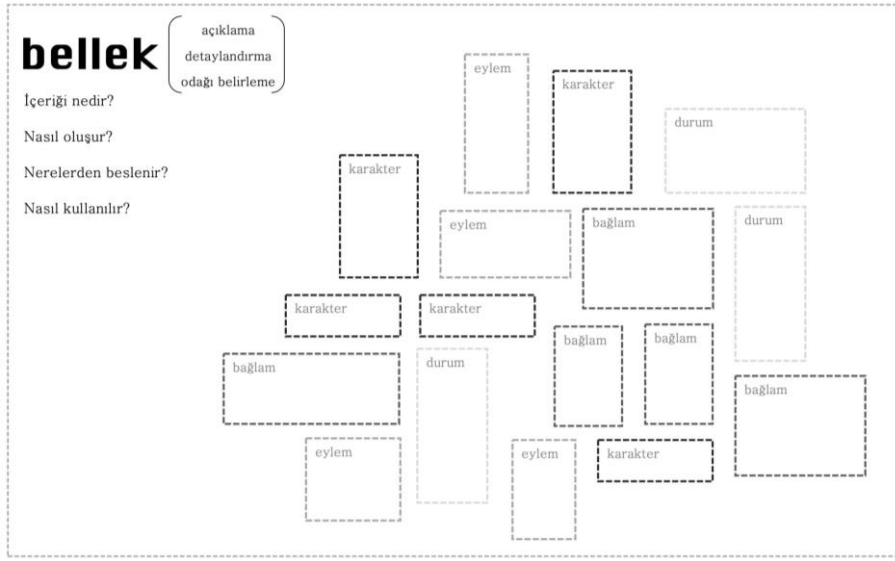 bellek
açıklama
detaylandırma
odağı belirleme
İçeriği nedir?
Nasıl oluşur?
Nerelerden beslenir?
Nasıl kullanılır?
eylem
karakter
durum
karakter
eylem
bağlam
durum
karakter
karakter
bağlam
bağlam
bağlam
durum
bağlam
eylem
eylem
karakter